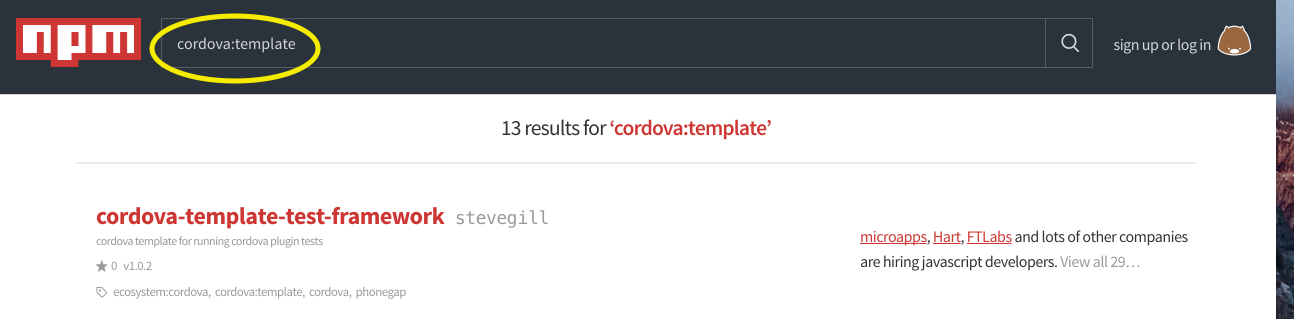 npm
cordova:template
sign up or log in
13 results for ‘cordova:template’
cordova-template-test-framework stevegill
cordova template for running cordova plugin tests
0 v1.0.2
ecosystem:cordova, cordova:template, cordova, phonegap
microapps, Hart, FTLabs and lots of other companies
are hiring javascript developers. View all 29…